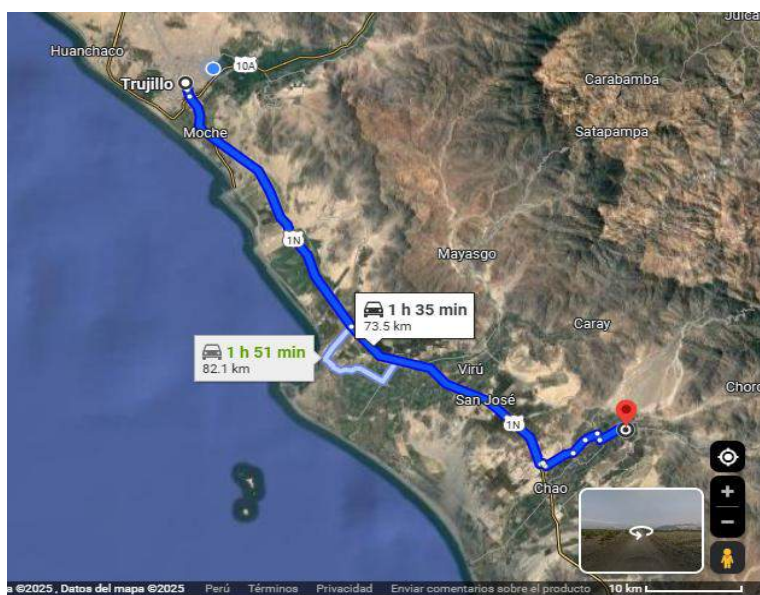 Julca
Huanchaco
10A
Trujillo
Carabamba
Moche
Satapampa
1N
Mayasgo
1 h 35 min
73.5 km
Caray
1 h 51 min
82.1 km
Virú
San José
1N
Chao
a ©2025 , Datos del mapa ©2025 Perú Términos Privacidad Enviar comentarios sobre el producto 10 km